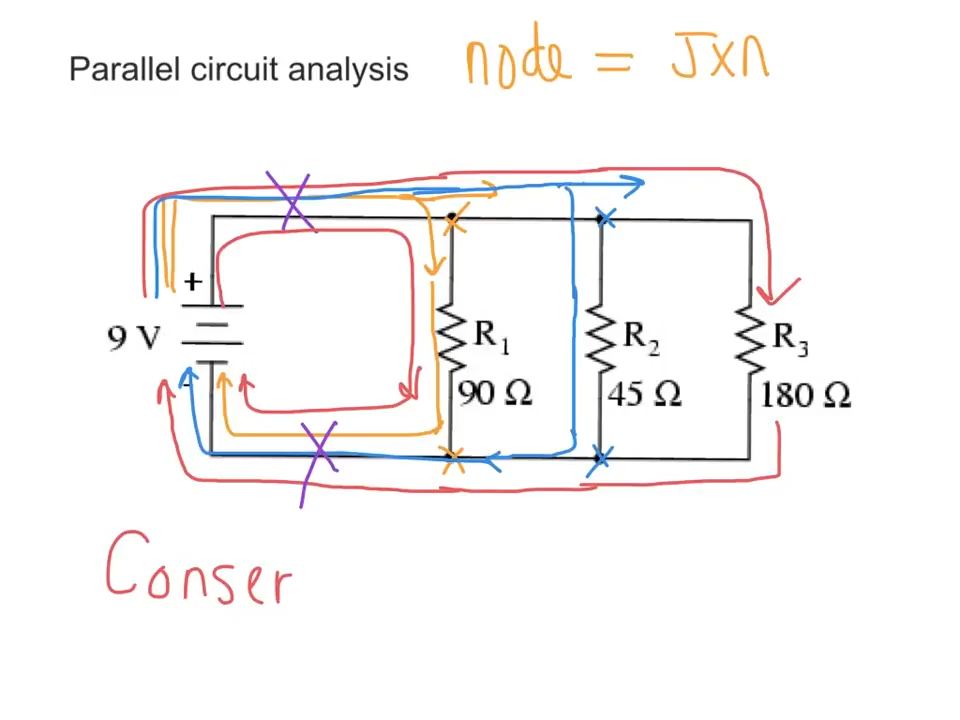 Parallel circuit analysis
node = Jxn
+
9 V
-
R1
90 Ω
R2
45 Ω
R3
180 Ω
Conser